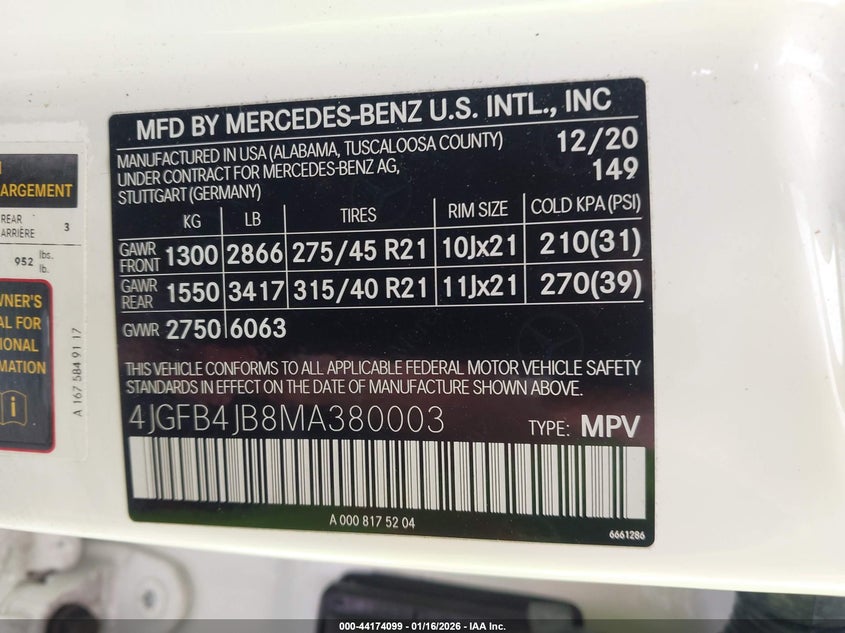 ARGEMENT
REAR
ARRIÈRE
3
952 lbs.
lb.
WNER'S
AL FOR
IONAL
RMATION
i
A 167 584 91 17
MFD BY MERCEDES-BENZ U.S. INTL., INC
MANUFACTURED IN USA (ALABAMA, TUSCALOOSA COUNTY) 12/20
UNDER CONTRACT FOR MERCEDES-BENZ AG, 149
STUTTGART (GERMANY)
KG LB TIRES RIM SIZE COLD KPA (PSI)
GAWR FRONT 1300 2866 275/45 R21 10Jx21 210(31)
GAWR REAR 1550 3417 315/40 R21 11Jx21 270(39)
GVWR 2750 6063
THIS VEHICLE CONFORMS TO ALL APPLICABLE FEDERAL MOTOR VEHICLE SAFETY
STANDARDS IN EFFECT ON THE DATE OF MANUFACTURE SHOWN ABOVE.
4JGFB4JB8MA380003 TYPE: MPV
A 000 817 52 04
6661286
000-44174099 - 01/16/2026 - IAA Inc.